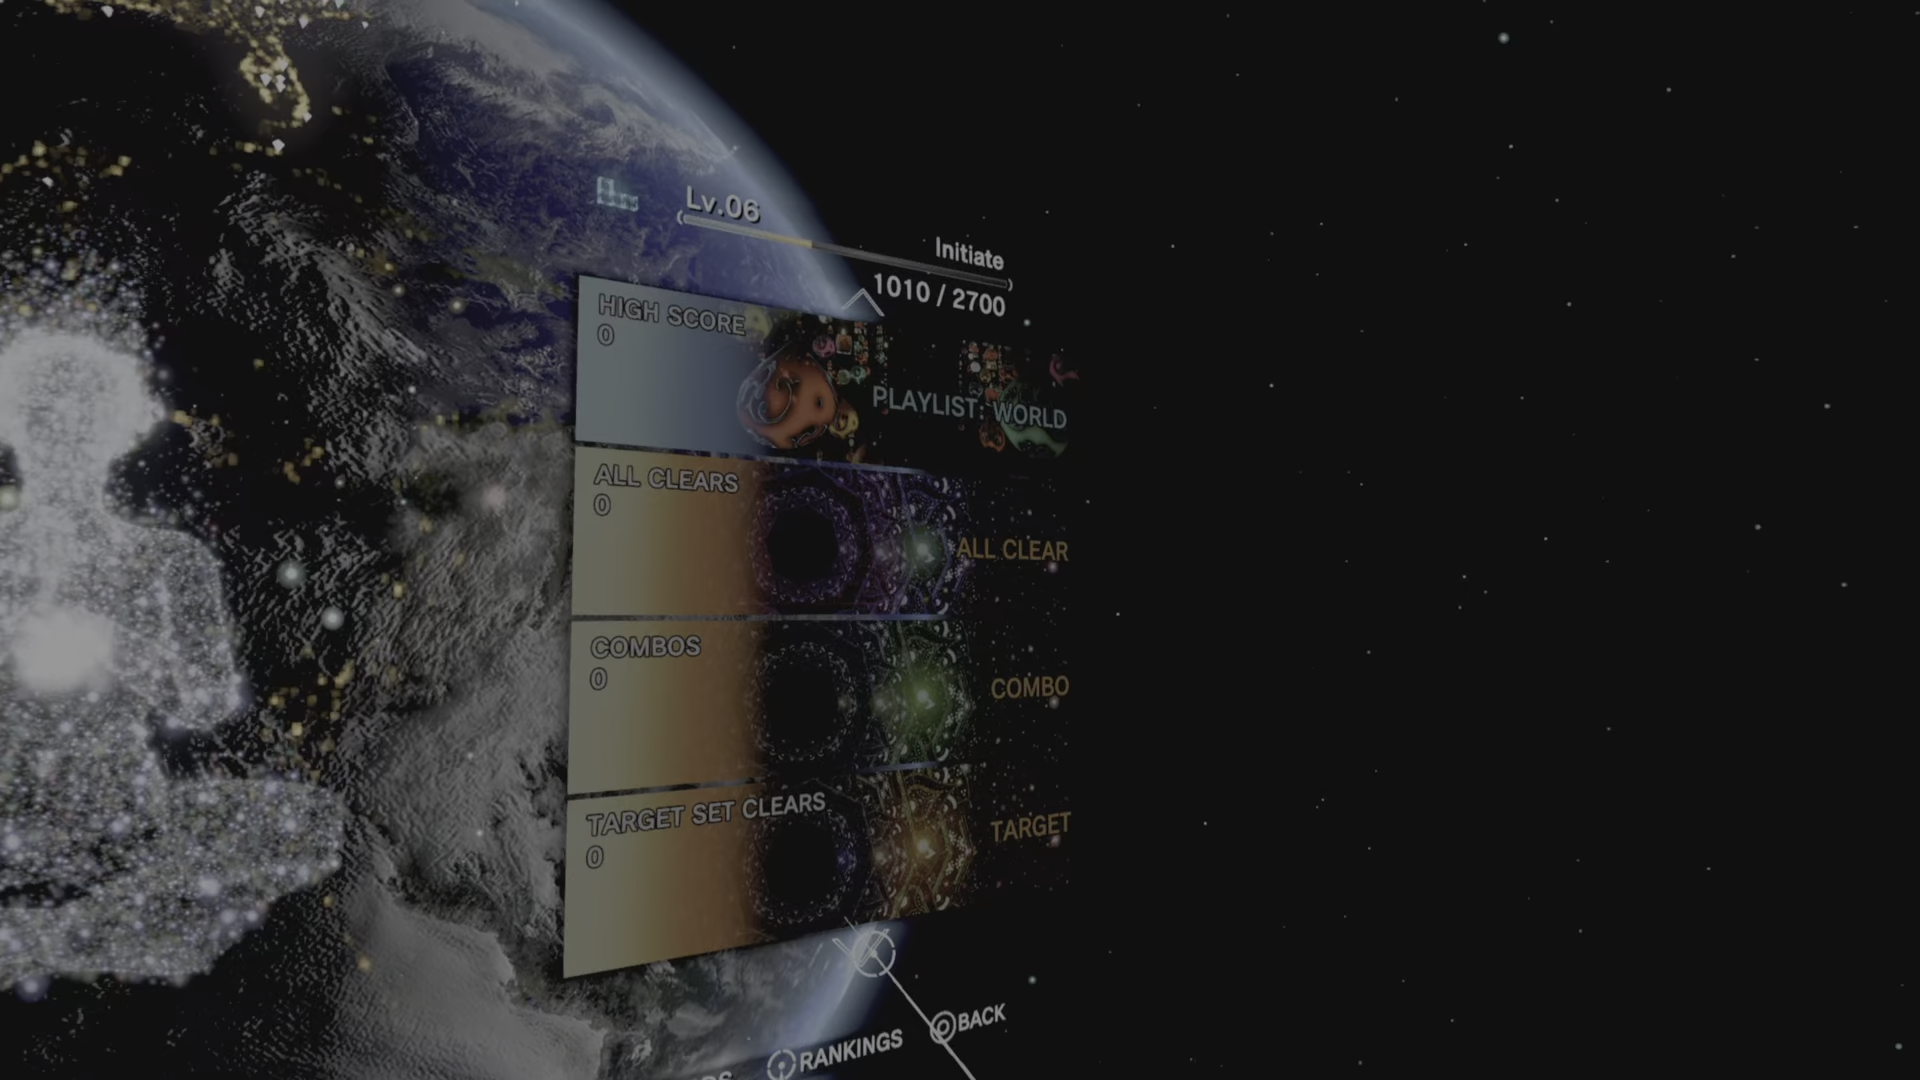 Lv.06
Initiate
1010 / 2700
HIGH SCORE
0
PLAYLIST: WORLD
ALL CLEARS
0
ALL CLEAR
COMBOS
0
COMBO
TARGET SET CLEARS
0
TARGET
BACK
RANKINGS